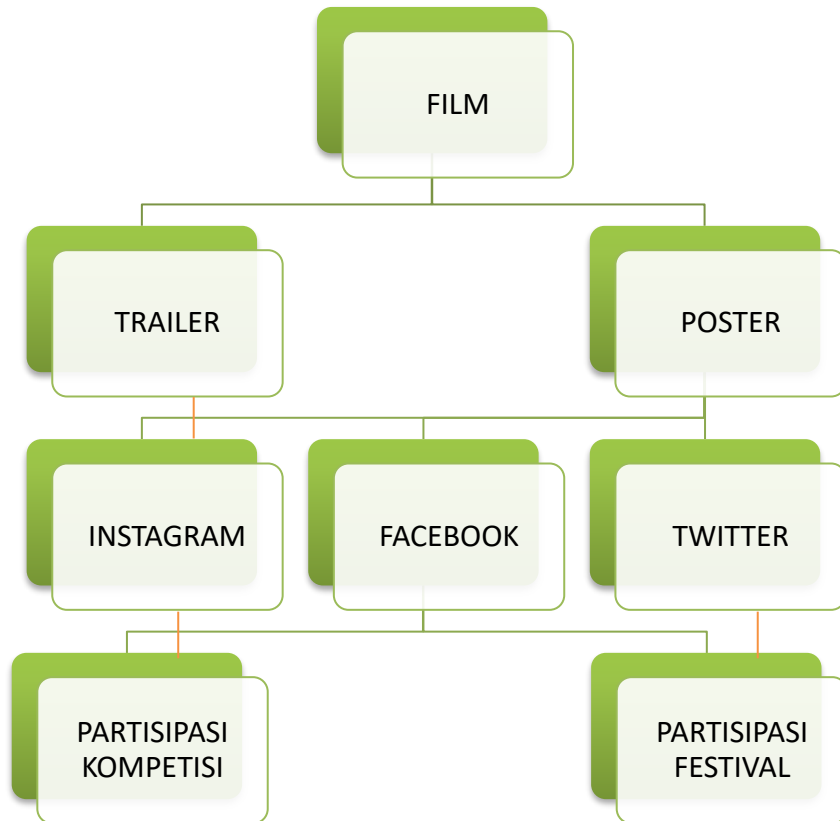 FILM
TRAILER
POSTER
INSTAGRAM
FACEBOOK
TWITTER
PARTISIPASI
KOMPETISI
PARTISIPASI
FESTIVAL